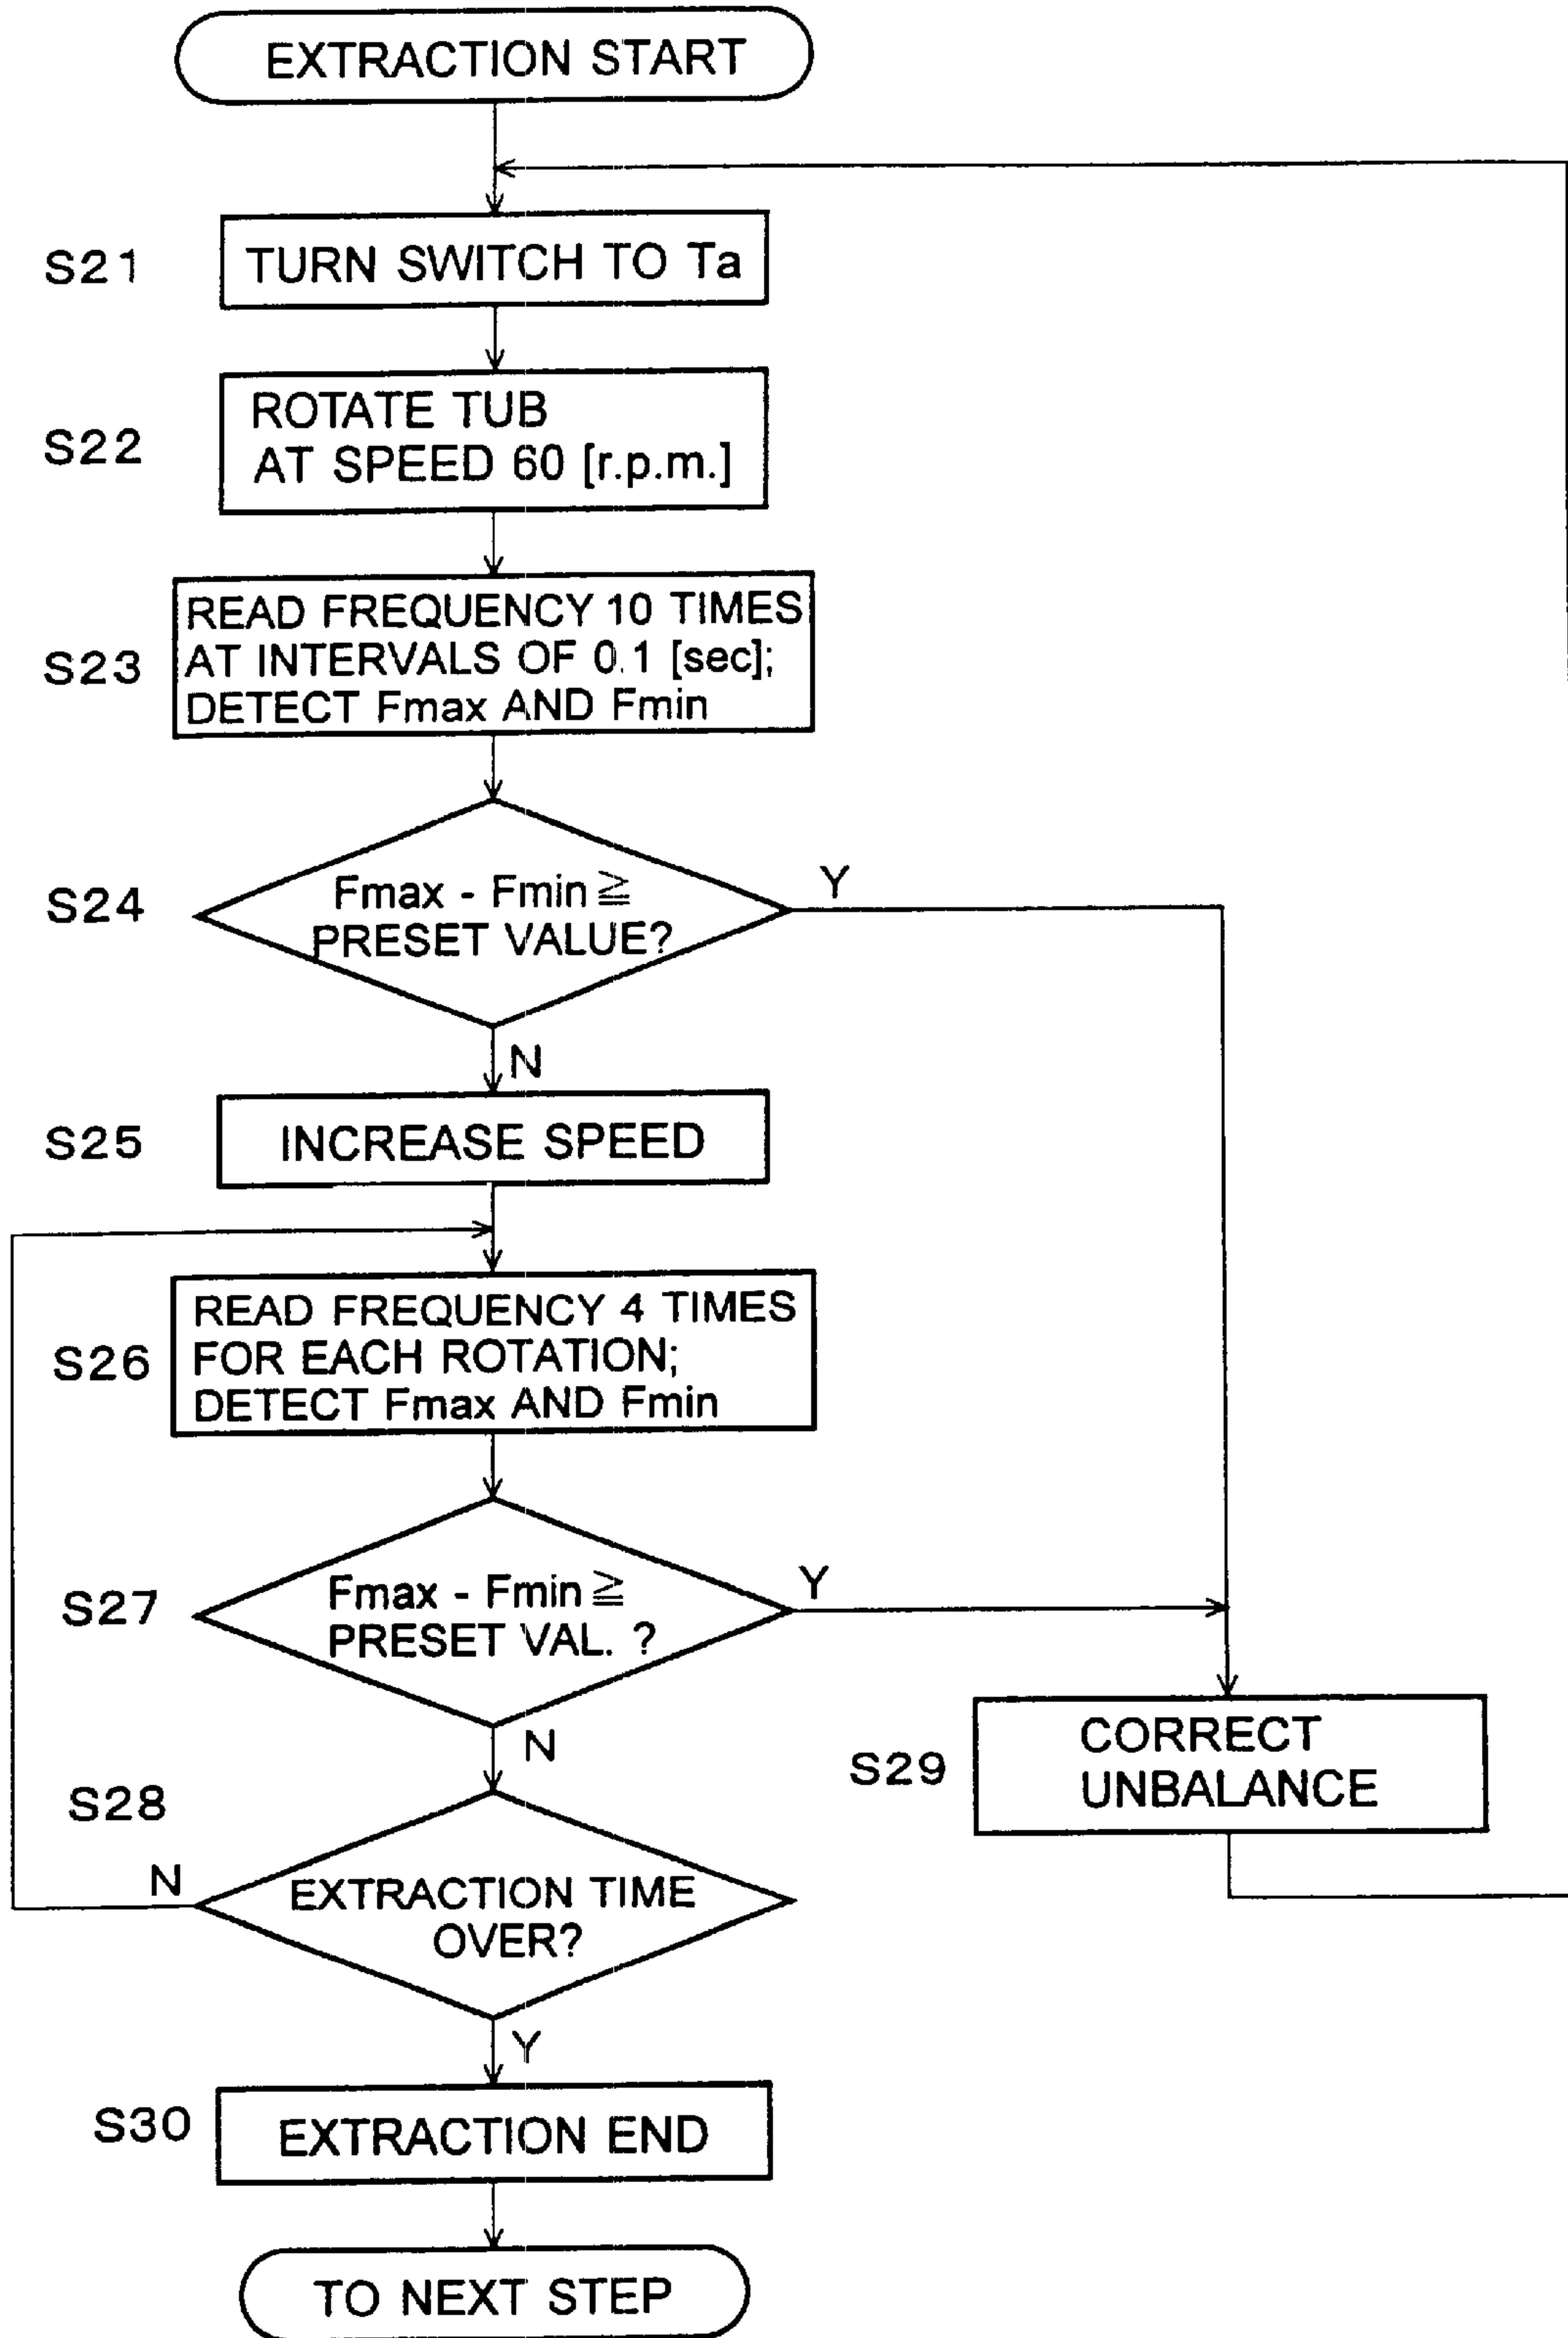 EXTRACTION START
S21
TURN SWITCH TO Ta
S22
ROTATE TUB
AT SPEED 60 [r.p.m.]
S23
READ FREQUENCY 10 TIMES
AT INTERVALS OF 0.1 [sec];
DETECT Fmax AND Fmin
S24
Fmax - Fmin ≧
PRESET VALUE?
Y
N
S25
INCREASE SPEED
S26
READ FREQUENCY 4 TIMES
FOR EACH ROTATION;
DETECT Fmax AND Fmin
S27
Fmax - Fmin ≧
PRESET VAL. ?
Y
N
S29
CORRECT
UNBALANCE
S28
N
EXTRACTION TIME
OVER?
Y
S30
EXTRACTION END
TO NEXT STEP